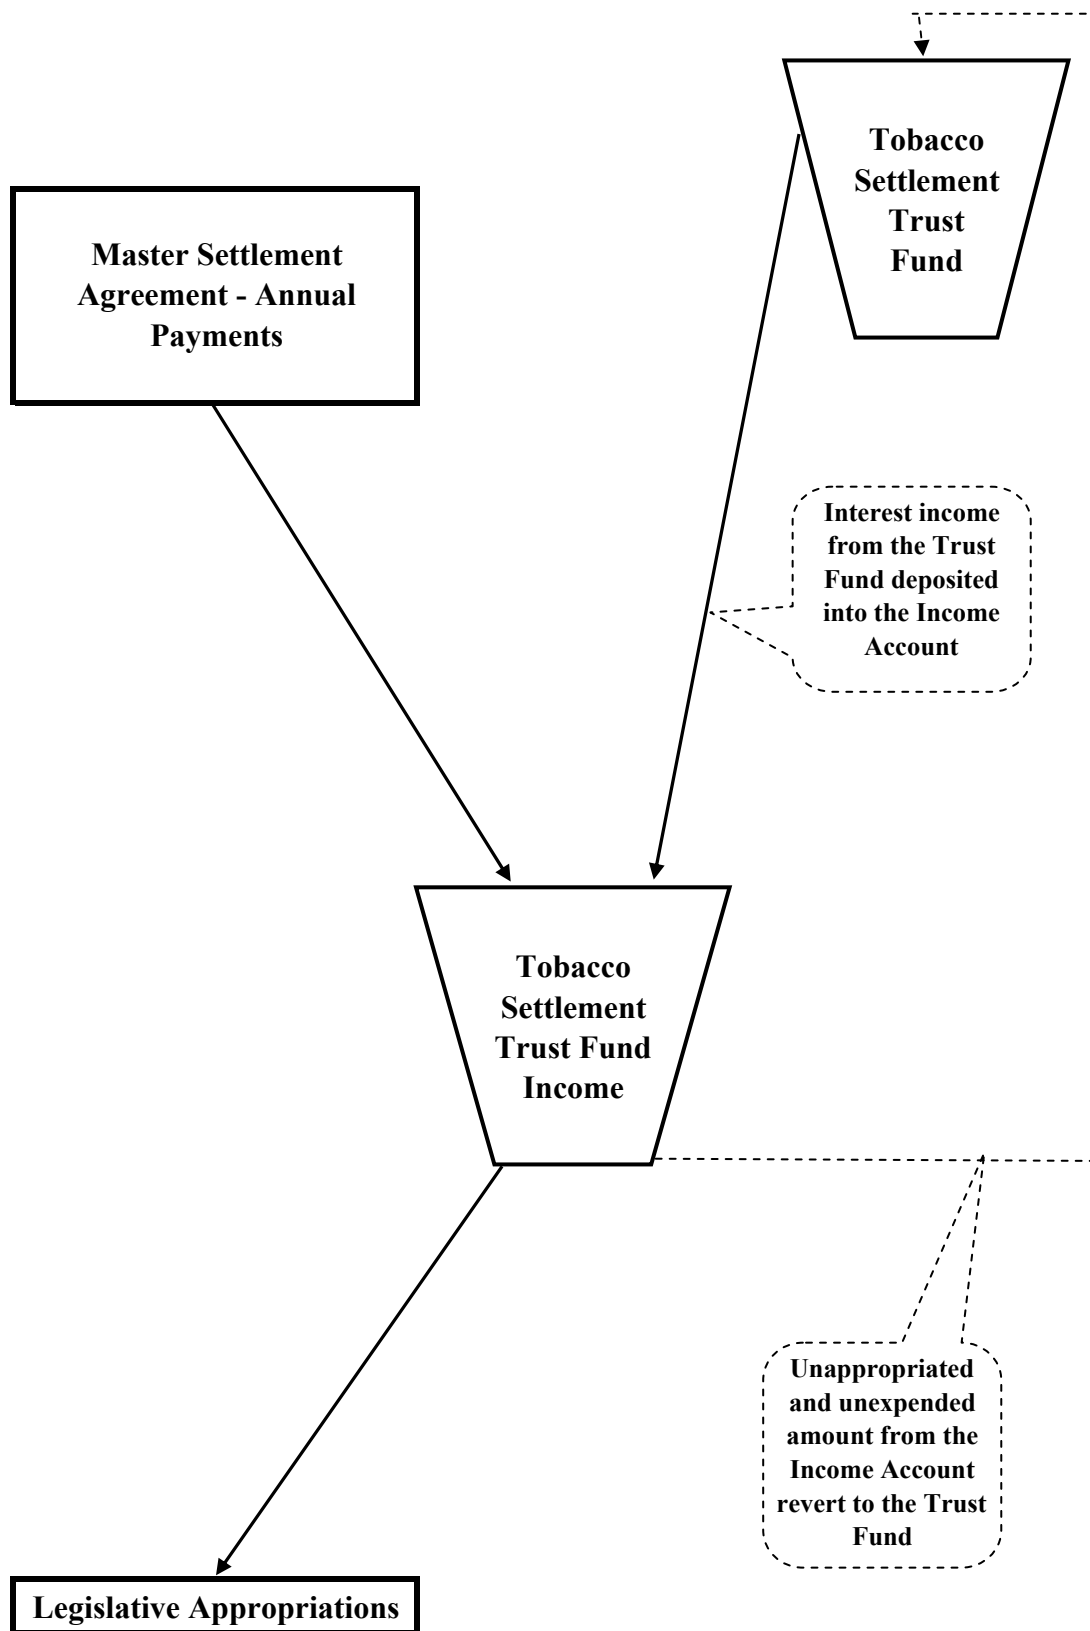 Tobacco
Settlement
Trust
Fund
Master Settlement
Agreement - Annual
Payments
Interest income
from the Trust
Fund deposited
into the Income
Account
Tobacco
Settlement
Trust Fund
Income
Unappropriated
and unexpended
amount from the
Income Account
revert to the Trust
Fund
Legislative Appropriations